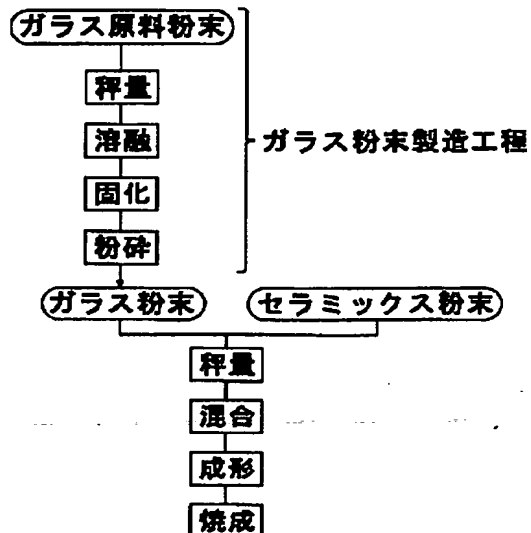 ガラス原料粉末
秤量
溶融
ガラス粉末製造工程
固化
粉砕
ガラス粉末
セラミックス粉末
秤量
混合
成形
焼成